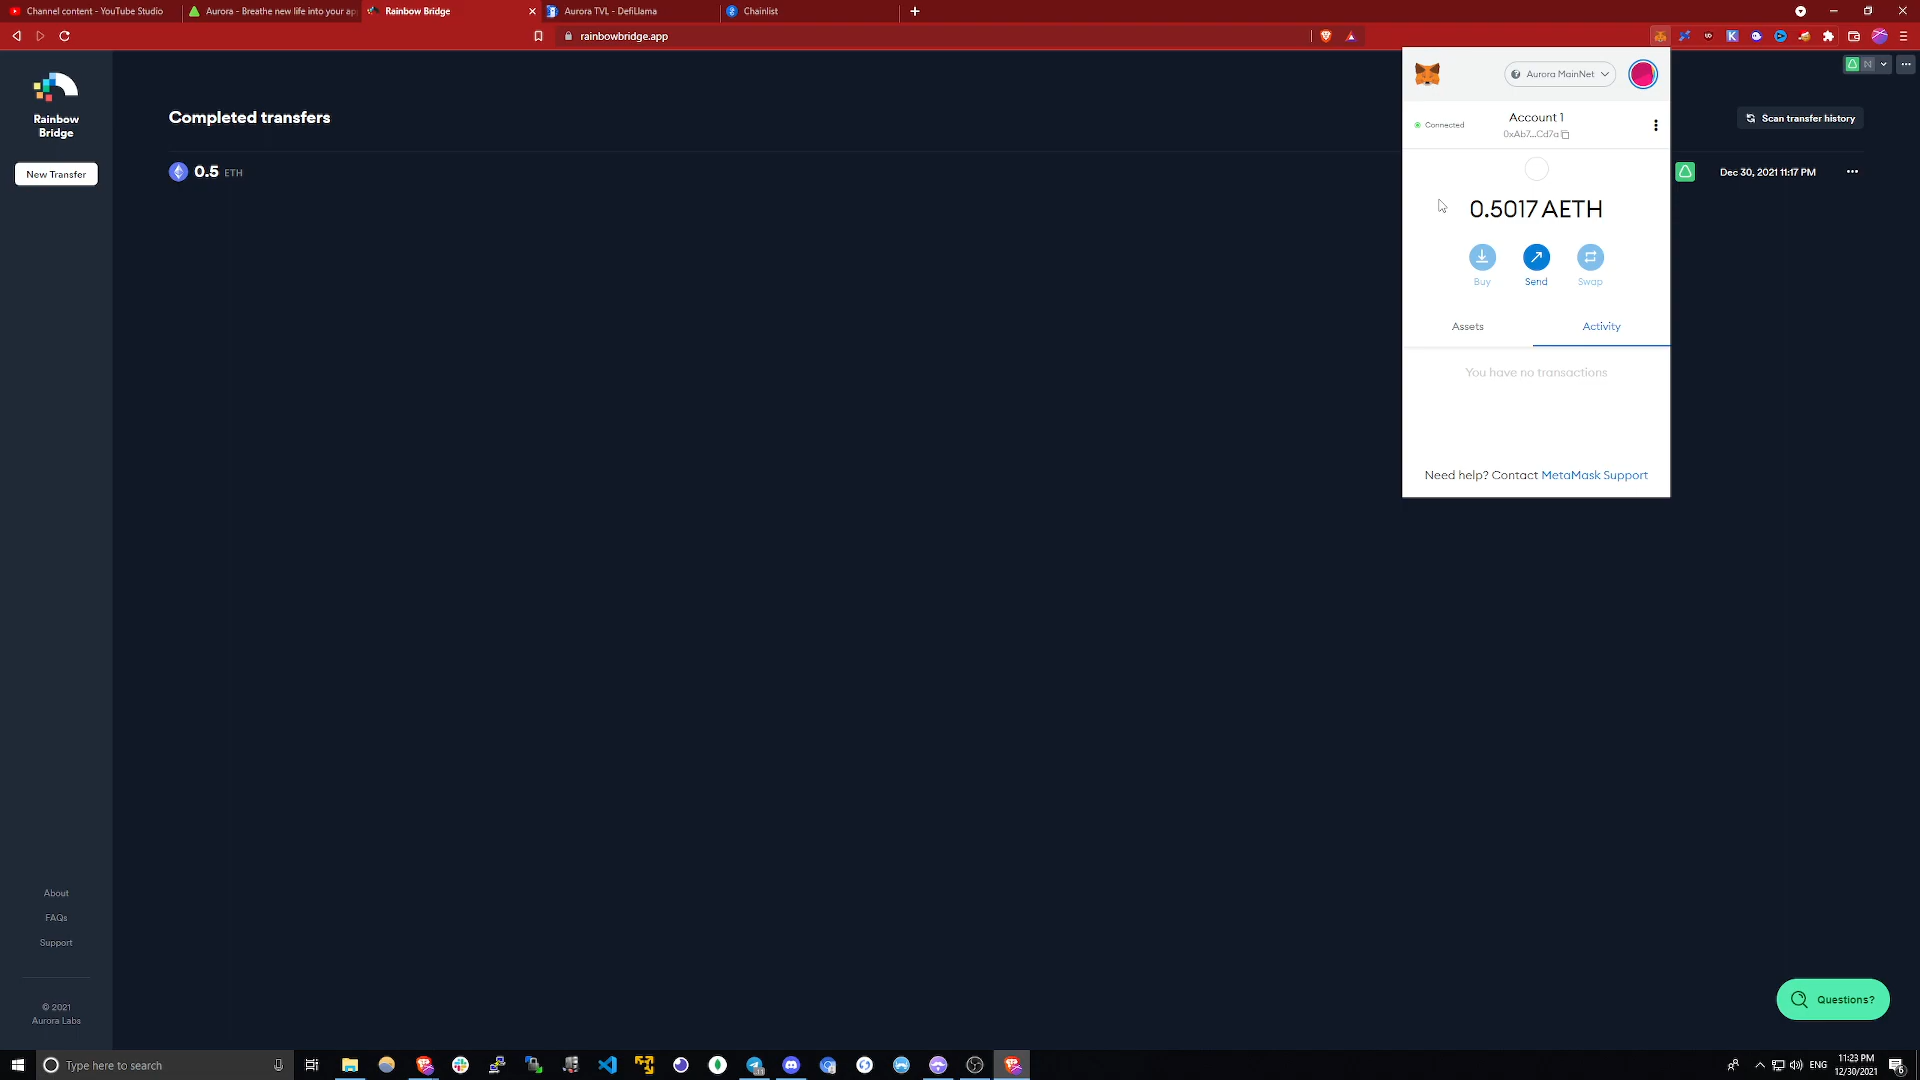 Channel content - YouTube Studio
Aurora - Breathe new life into your ap
Rainbow Bridge
Aurora TVL - DefiLlama
Chainlist
rainbowbridge.app
Rainbow
Bridge
New Transfer
Completed transfers
Scan transfer history
0.5 ETH
Dec 30, 2021 11:17 PM
Aurora MainNet
Connected
Account 1
0xAb7...Cd7a
0.5017 AETH
Buy
Send
Swap
Assets
Activity
You have no transactions
Need help? Contact MetaMask Support
About
FAQs
Support
© 2021
Aurora Labs
Questions?
Type here to search
ENG
11:23 PM
12/30/2021